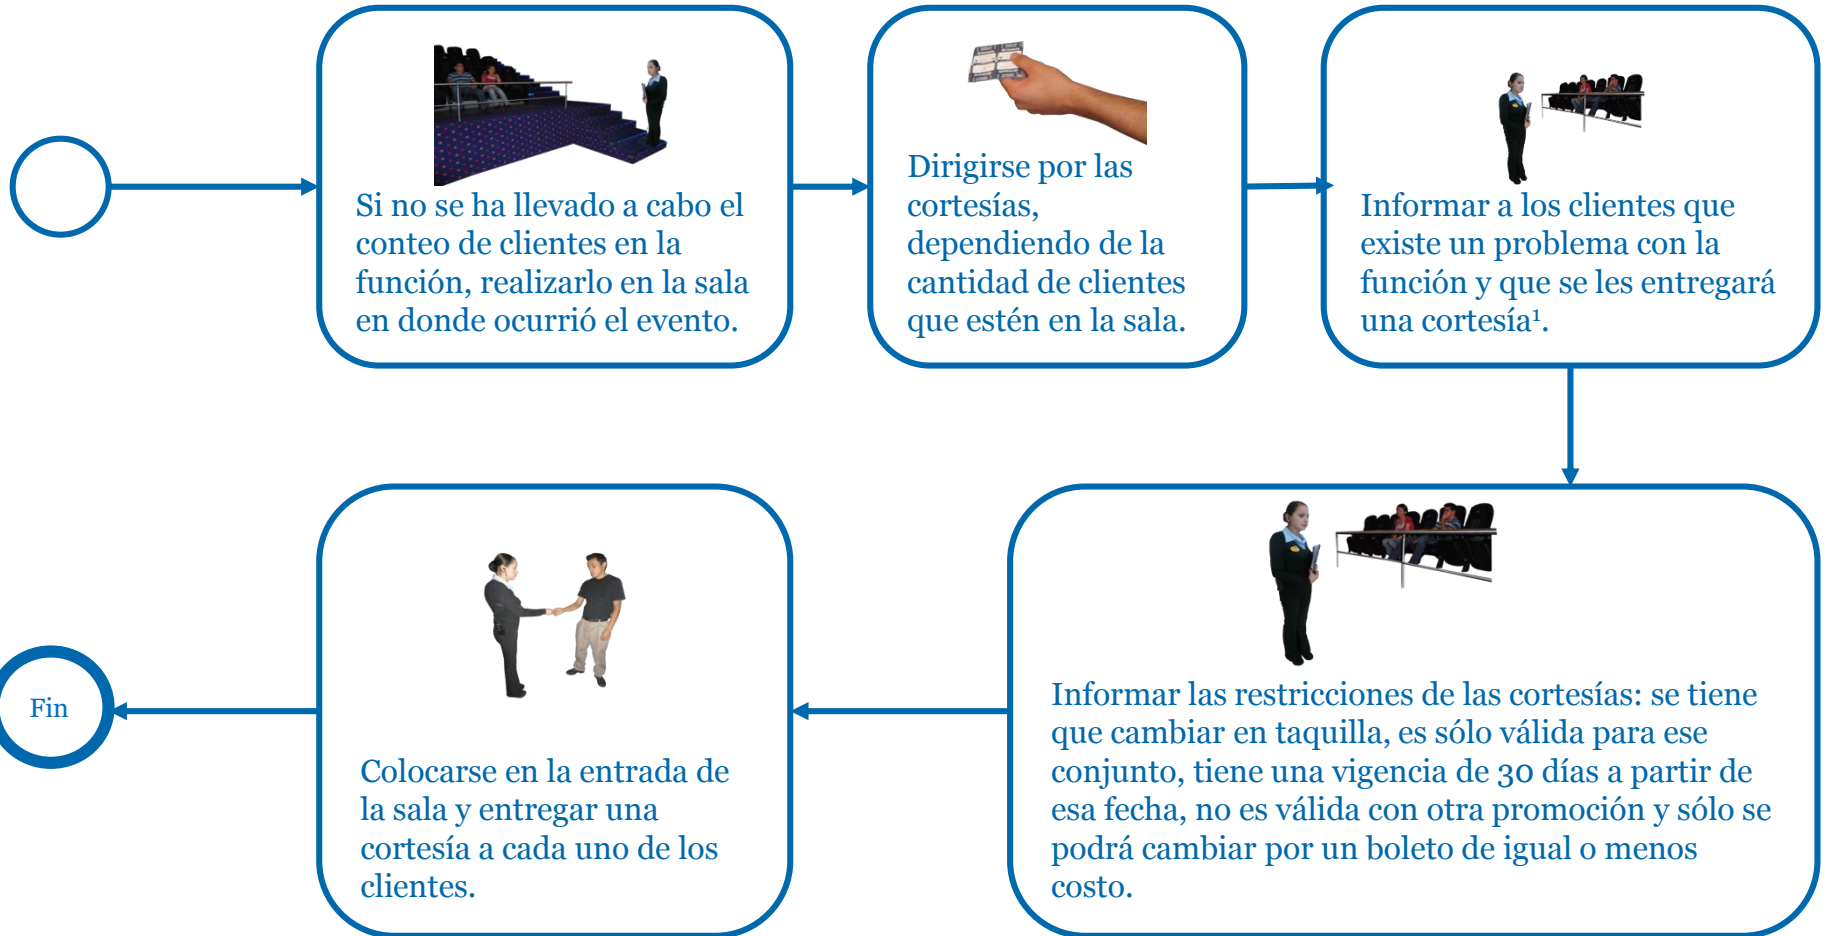 Si no se ha llevado a cabo el
conteo de clientes en la
función, realizarlo en la sala
en donde ocurrió el evento.
Dirigirse por las
cortesías,
dependiendo de la
cantidad de clientes
que estén en la sala.
Informar a los clientes que
existe un problema con la
función y que se les entregará
una cortesía¹.
Informar las restricciones de las cortesías: se tiene
que cambiar en taquilla, es sólo válida para ese
conjunto, tiene una vigencia de 30 días a partir de
esa fecha, no es válida con otra promoción y sólo se
podrá cambiar por un boleto de igual o menos
costo.
Colocarse en la entrada de
la sala y entregar una
cortesía a cada uno de los
clientes.
Fin